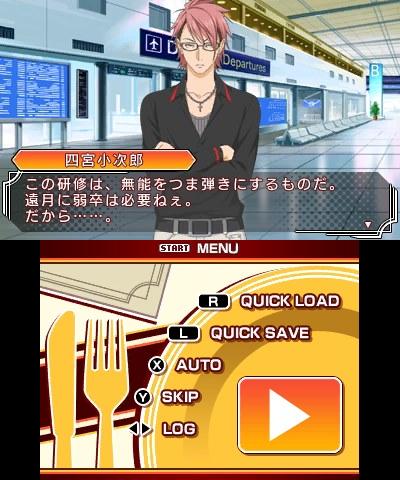 Departures
B
四宮小次郎
この研修は、無能をつま弾きにするものだ。
遠月に弱卒は必要ねぇ。
だから……。
START MENU
R QUICK LOAD
L QUICK SAVE
X AUTO
Y SKIP
LOG